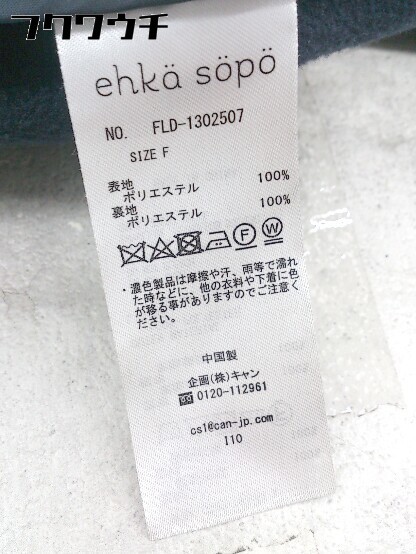 フクワウチ
ehkä söpö
NO. FLD-1302507
SIZE F
表地
ポリエステル 100%
裏地
ポリエステル 100%
・濃色製品は摩擦や汗、雨等で濡れ
た時などに、他の衣料や下着に色
が移る事がありますのでご注意く
ださい。
中国製
企画(株)キャン
0120-112961
cs1@can-jp.com
110